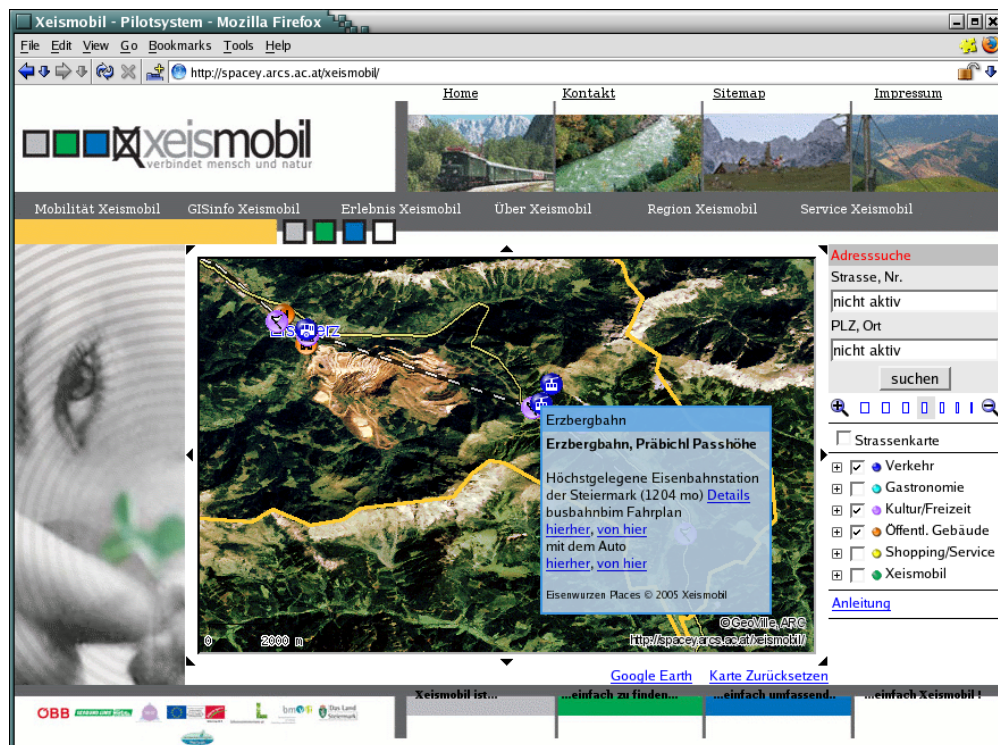 Xeismobil - Pilotsystem - Mozilla Firefox
File Edit View Go Bookmarks Tools Help
http://spacey.arcs.ac.at/xeismobil/
Home Kontakt Sitemap Impressum
xeismobil
verbindet mensch und natur
Mobilität Xeismobil GISinfo Xeismobil Erlebnis Xeismobil Über Xeismobil Region Xeismobil Service Xeismobil
Adresssuche
Strasse, Nr.
nicht aktiv
PLZ, Ort
nicht aktiv
suchen
Strassenkarte
Verkehr
Gastronomie
Kultur/Freizeit
Öffentl. Gebäude
Shopping/Service
Xeismobil
Anleitung
Erzbergbahn
Erzbergbahn, Präbichl Passhöhe
Höchstgelegene Eisenbahnstation
der Steiermark (1204 mo) Details
busbahnbim Fahrplan
hierher, von hier
mit dem Auto
hierher, von hier
Eisenwurzen Places © 2005 Xeismobil
©GeoVille, ARC
0 2000 m http://spacey.arcs.ac.at/xeismobil/
Google Earth Karte Zurücksetzen
Xeismobil ist... ...einfach zu finden... ...einfach umfassend.. ...einfach Xeismobil !
ÖBB
bmvit
Das Land
Steiermark